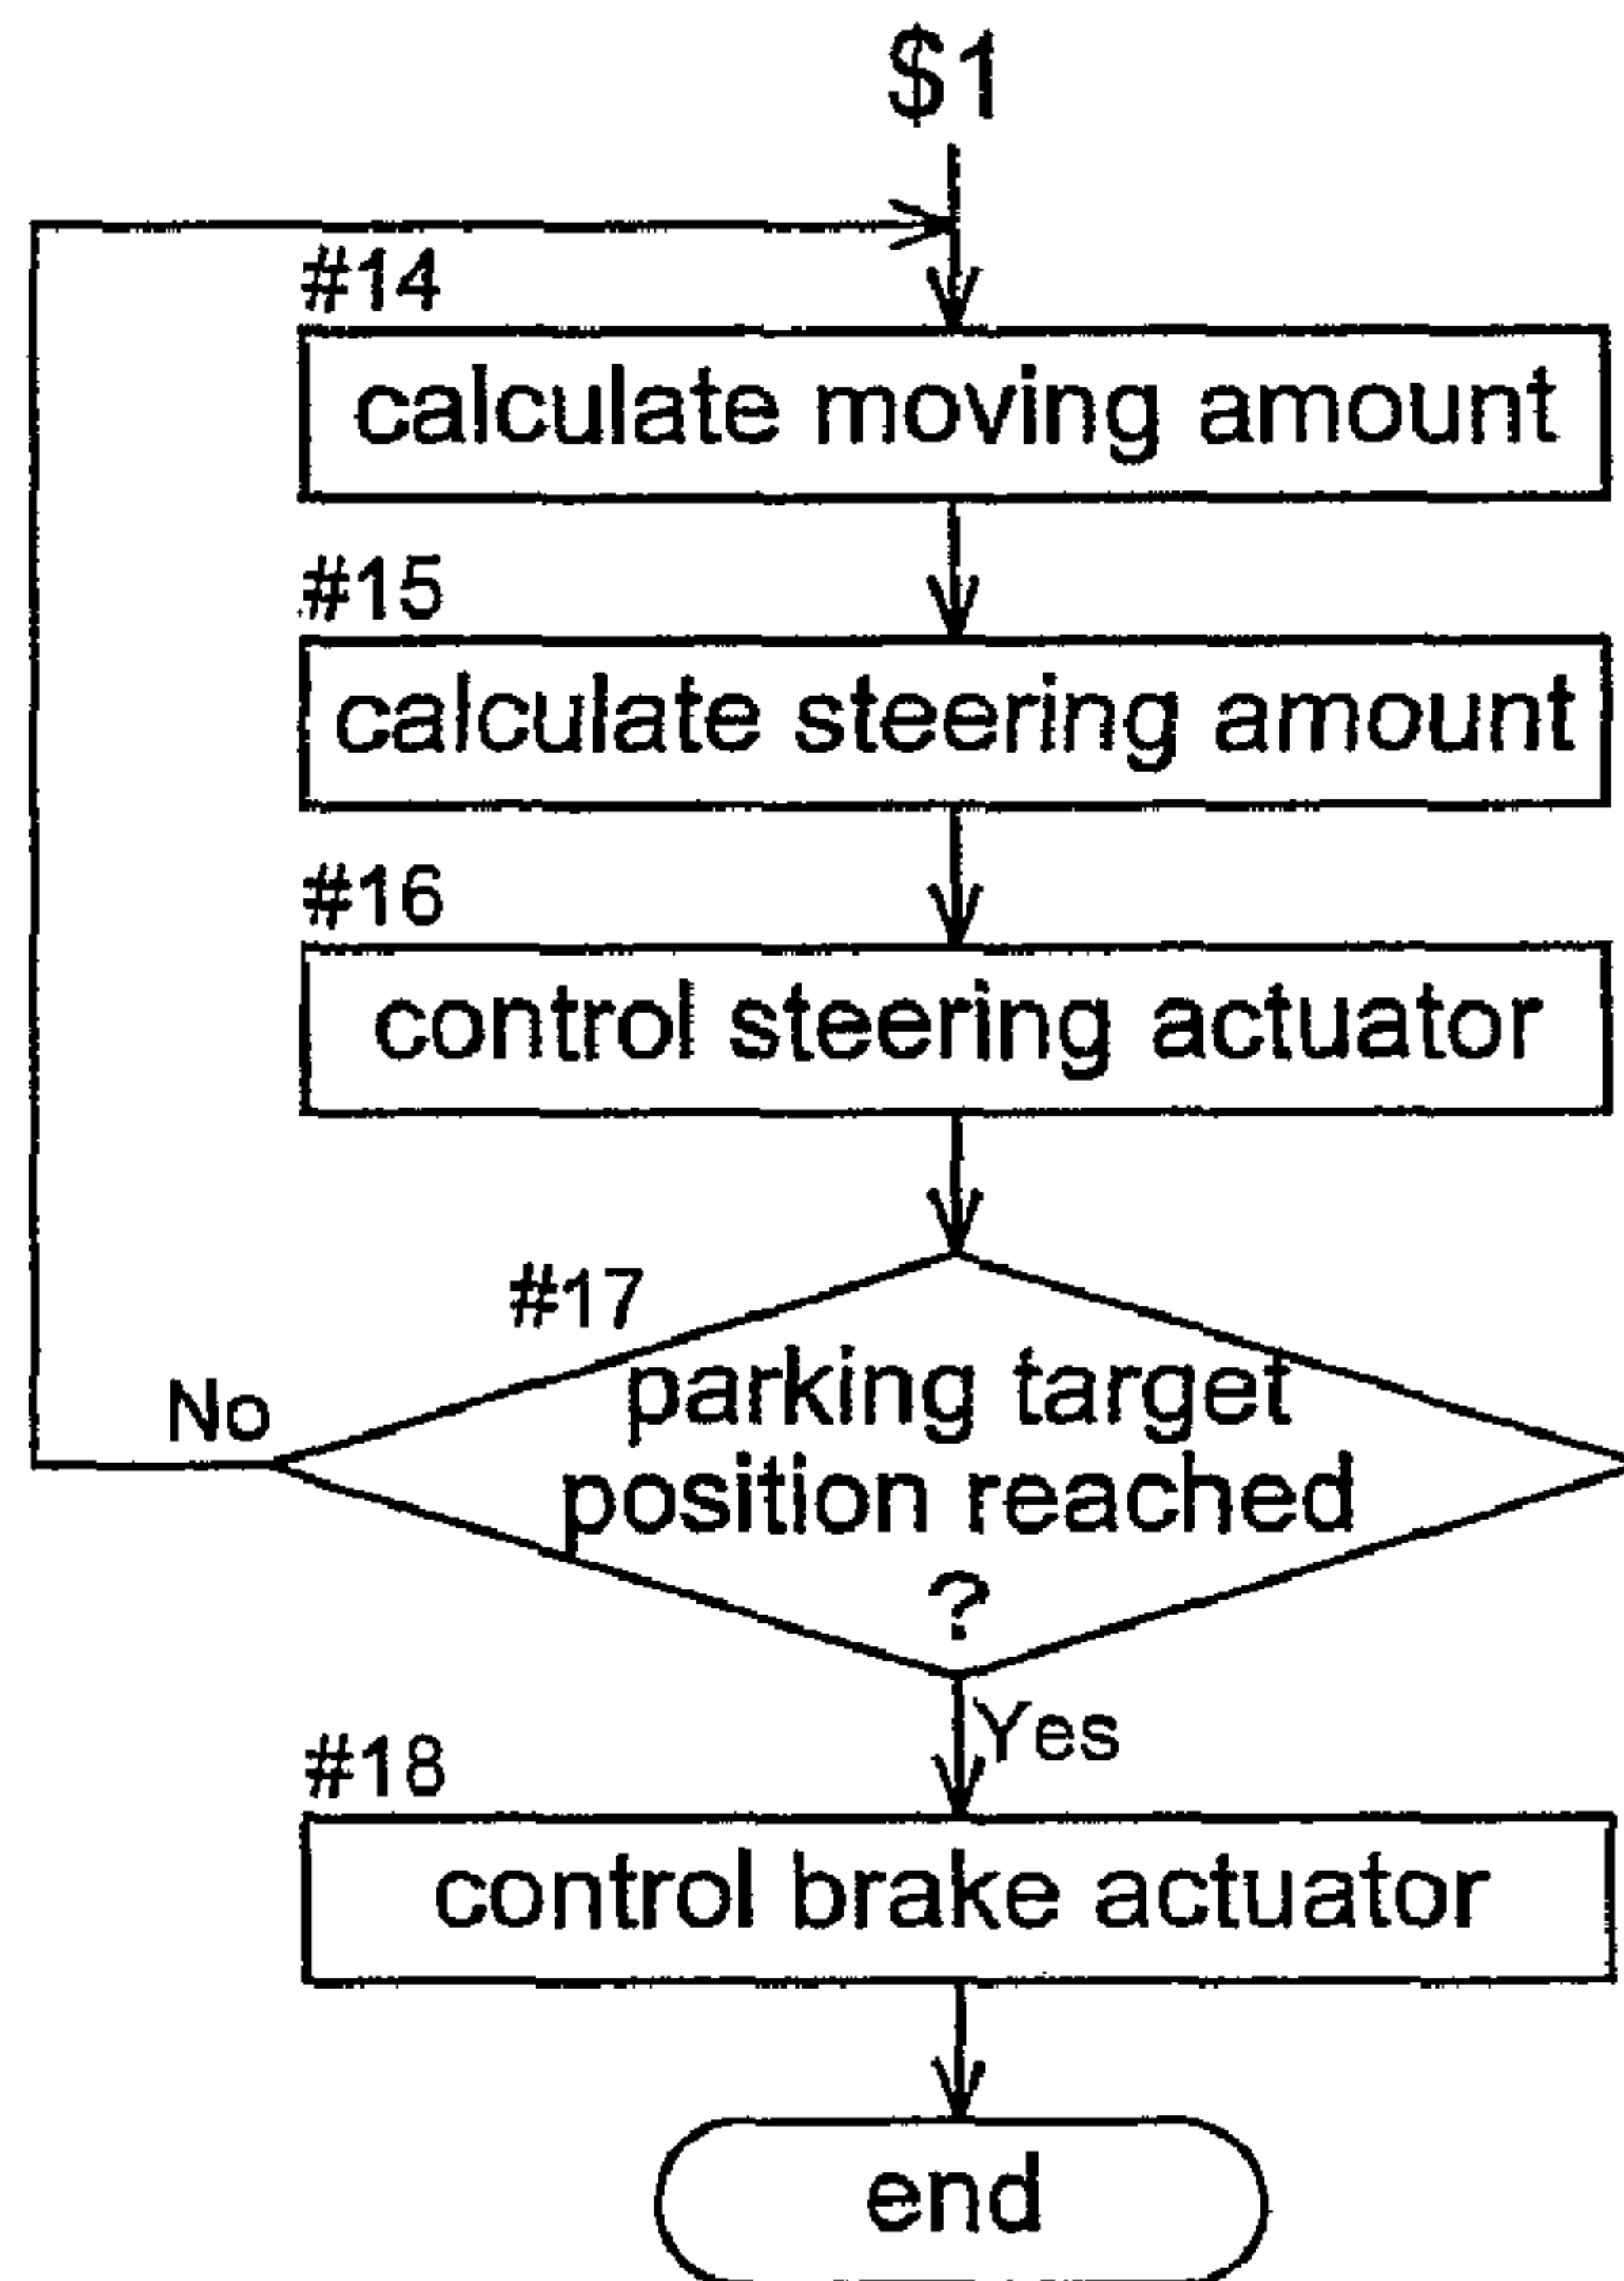 $1
#14
calculate moving amount
#15
calculate steering amount
#16
control steering actuator
#17
parking target
position reached
?
No
Yes
#18
control brake actuator
end